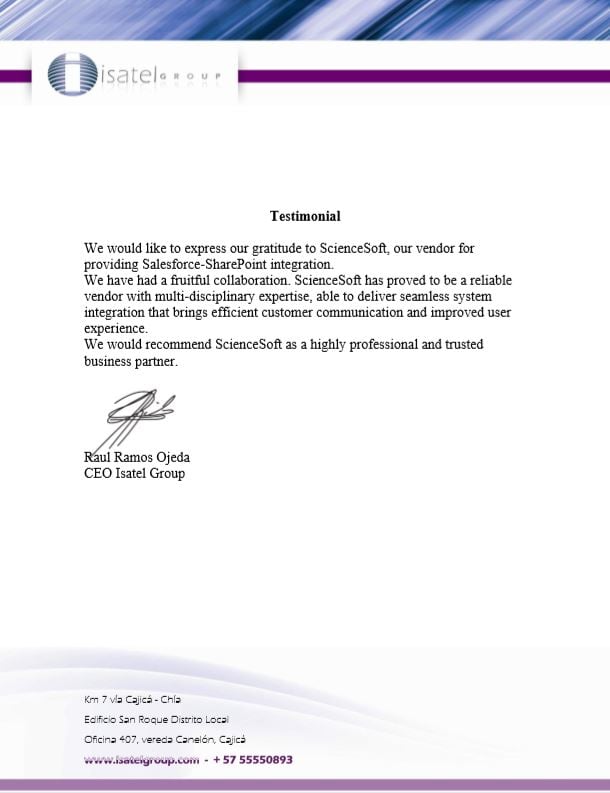 isatel GROUP
Testimonial
We would like to express our gratitude to ScienceSoft, our vendor for
providing Salesforce-SharePoint integration.
We have had a fruitful collaboration. ScienceSoft has proved to be a reliable
vendor with multi-disciplinary expertise, able to deliver seamless system
integration that brings efficient customer communication and improved user
experience.
We would recommend ScienceSoft as a highly professional and trusted
business partner.
Raul Ramos Ojeda
CEO Isatel Group
Km 7 vía Cajicá - Chía
Edificio San Roque Distrito Local
Oficina 407, vereda Canelón, Cajicá
www.isatelgroup.com - + 57 55550893